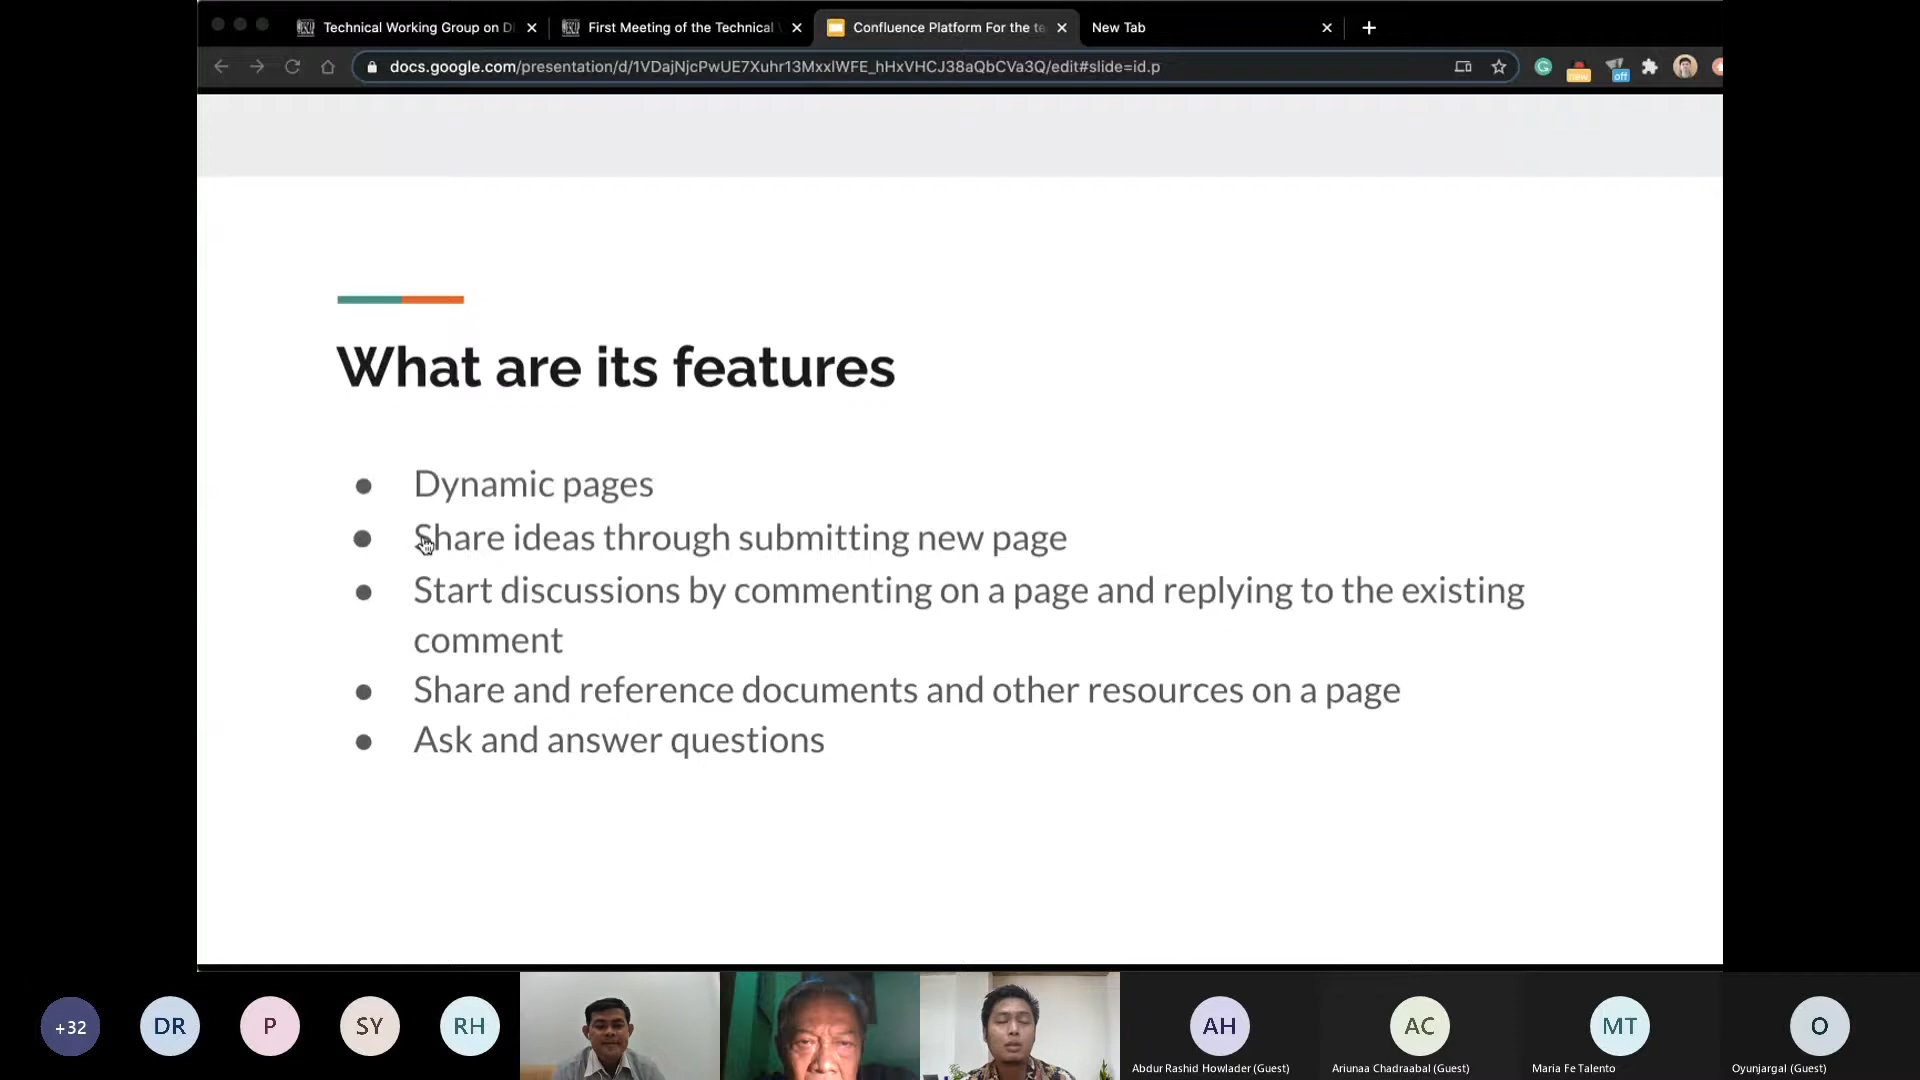 Technical Working Group on Di
First Meeting of the Technical
Confluence Platform For the te
New Tab
docs.google.com/presentation/d/1VDajNjcPwUE7Xuhr13MxxlWFE_hHxVHCJ38aQbCVa3Q/edit#slide=id.p
new
off
What are its features
● Dynamic pages
● Share ideas through submitting new page
● Start discussions by commenting on a page and replying to the existing
comment
● Share and reference documents and other resources on a page
● Ask and answer questions
+32
DR
P
SY
RH
AH
AC
MT
O
Abdur Rashid Howlader (Guest)
Ariunaa Chadraabal (Guest)
Maria Fe Talento
Oyunjargal (Guest)